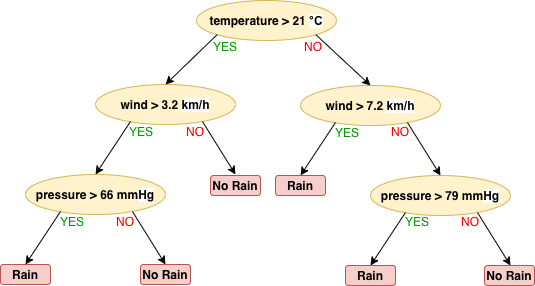 temperature > 21 °C
YES
NO
wind > 3.2 km/h
wind > 7.2 km/h
YES
NO
YES
NO
No Rain
Rain
pressure > 66 mmHg
pressure > 79 mmHg
YES
NO
YES
NO
Rain
No Rain
Rain
No Rain